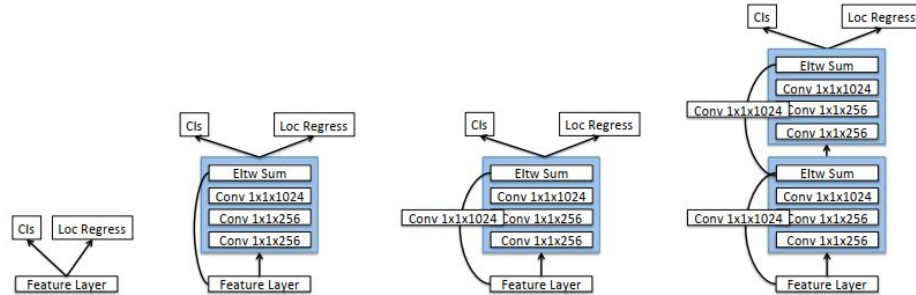 Cls
Loc Regress
Feature Layer
Cls
Loc Regress
Eltw Sum
Conv 1x1x1024
Conv 1x1x256
Conv 1x1x256
Feature Layer
Cls
Loc Regress
Eltw Sum
Conv 1x1x1024
Conv 1x1x1024
Conv 1x1x256
Conv 1x1x256
Feature Layer
Cls
Loc Regress
Eltw Sum
Conv 1x1x1024
Conv 1x1x1024
Conv 1x1x256
Conv 1x1x256
Eltw Sum
Conv 1x1x1024
Conv 1x1x1024
Conv 1x1x256
Conv 1x1x256
Feature Layer